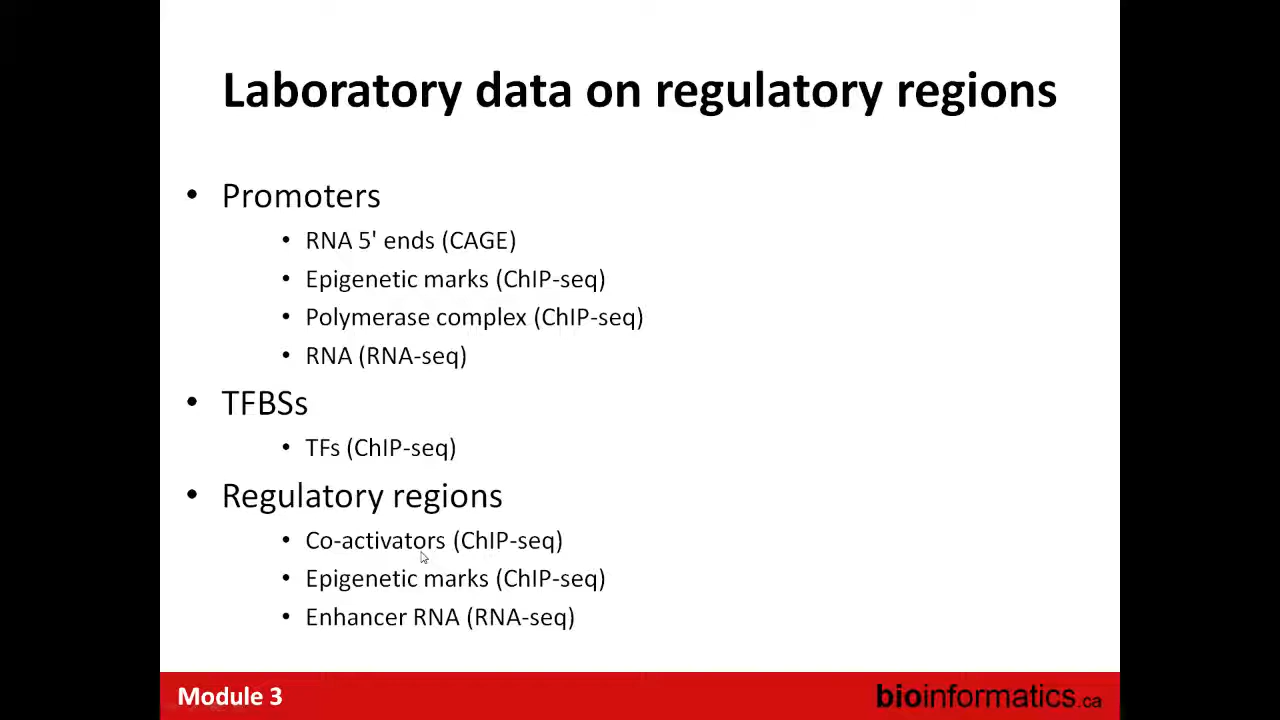 Laboratory data on regulatory regions
• Promoters
• RNA 5' ends (CAGE)
• Epigenetic marks (ChIP-seq)
• Polymerase complex (ChIP-seq)
• RNA (RNA-seq)
• TFBSs
• TFs (ChIP-seq)
• Regulatory regions
• Co-activators (ChIP-seq)
• Epigenetic marks (ChIP-seq)
• Enhancer RNA (RNA-seq)
Module 3
bioinformatics.ca